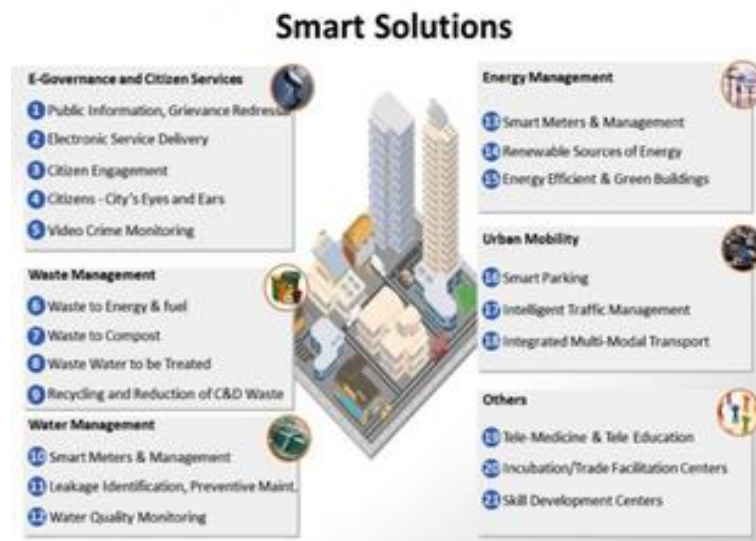 Smart Solutions
E-Governance and Citizen Services
1 Public Information, Grievance Redressa
2 Electronic Service Delivery
3 Citizen Engagement
4 Citizens - City's Eyes and Ears
5 Video Crime Monitoring
Waste Management
6 Waste to Energy & fuel
7 Waste to Compost
8 Waste Water to be Treated
9 Recycling and Reduction of C&D Waste
Water Management
10 Smart Meters & Management
11 Leakage Identification, Preventive Maint.
12 Water Quality Monitoring
Energy Management
13 Smart Meters & Management
14 Renewable Sources of Energy
15 Energy Efficient & Green Buildings
Urban Mobility
16 Smart Parking
17 Intelligent Traffic Management
18 Integrated Multi-Modal Transport
Others
19 Tele-Medicine & Tele Education
20 Incubation/Trade Facilitation Centers
21 Skill Development Centers